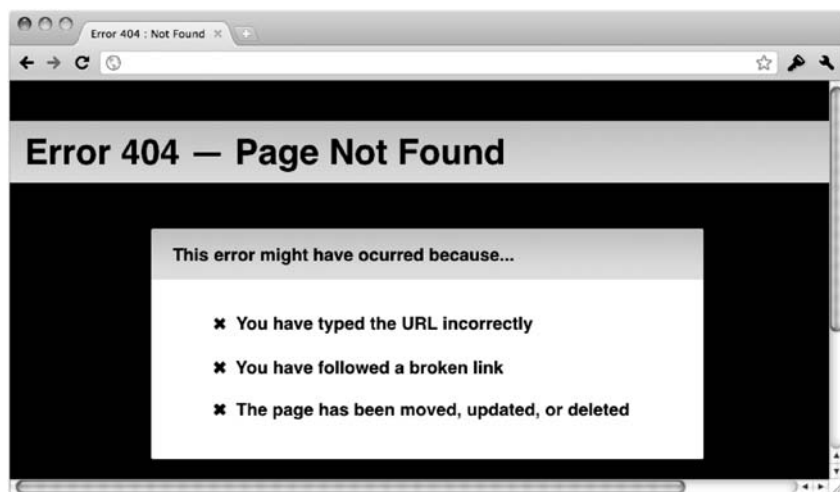 Error 404 : Not Found
Error 404 — Page Not Found
This error might have ocurred because...
✖ You have typed the URL incorrectly
✖ You have followed a broken link
✖ The page has been moved, updated, or deleted